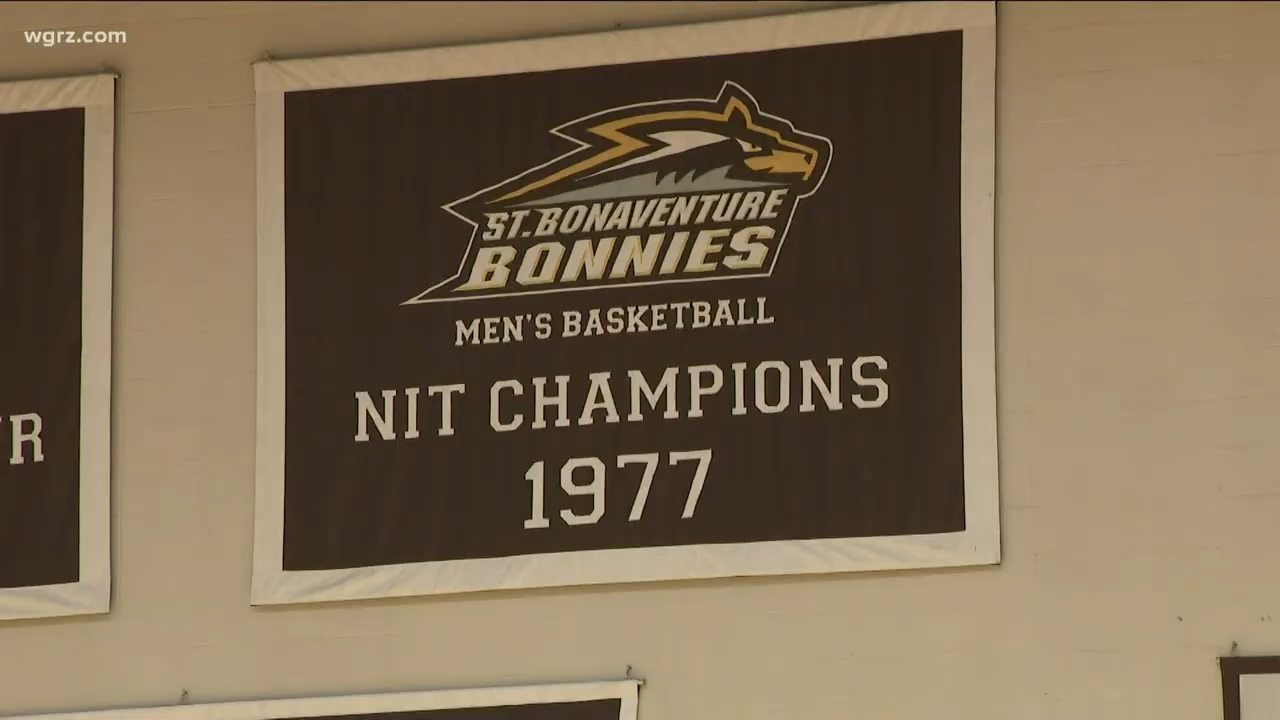 wgrz.com
ST. BONAVENTURE
BONNIES
MEN'S BASKETBALL
NIT CHAMPIONS
1977